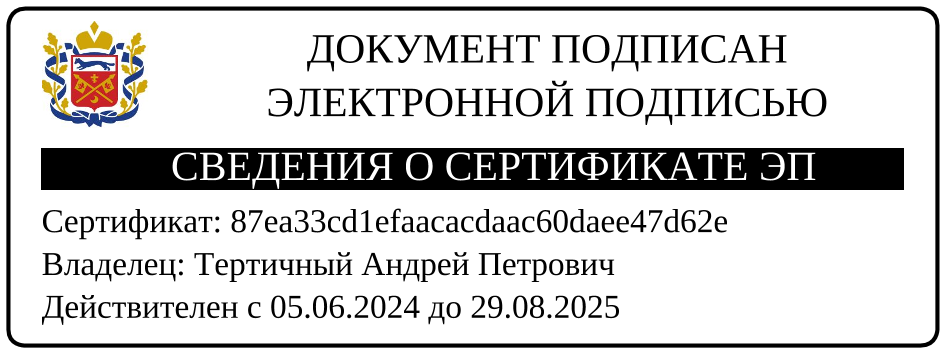 ДОКУМЕНТ ПОДПИСАН
ЭЛЕКТРОННОЙ ПОДПИСЬЮ
СВЕДЕНИЯ О СЕРТИФИКАТЕ ЭП
Сертификат: 87ea33cd1efaacacdaac60daee47d62e
Владелец: Тертичный Андрей Петрович
Действителен с 05.06.2024 до 29.08.2025